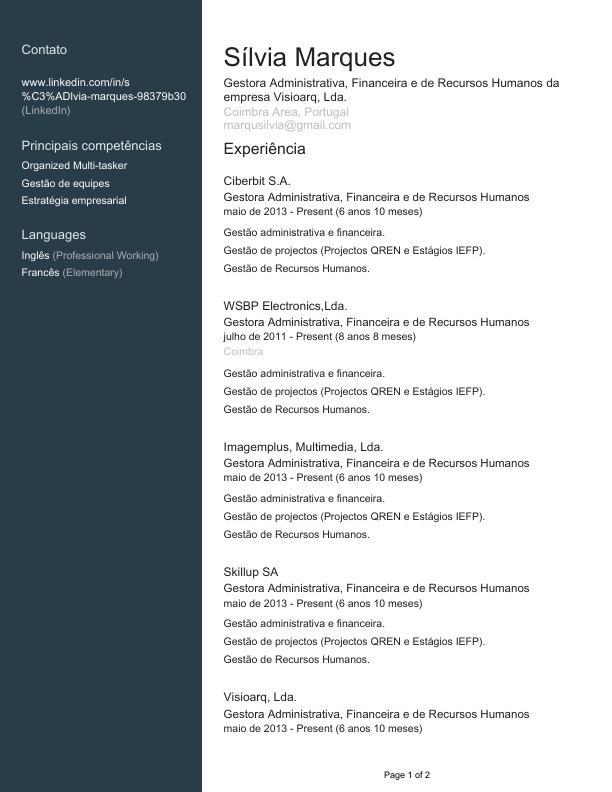 Contato
www.linkedin.com/in/s
%C3%ADlvia-marques-98379b30
(LinkedIn)
Principais competências
Organized Multi-tasker
Gestão de equipes
Estratégia empresarial
Languages
Inglês (Professional Working)
Francês (Elementary)
Sílvia Marques
Gestora Administrativa, Financeira e de Recursos Humanos da
empresa Visioarq, Lda.
Coimbra Area, Portugal
marqusilvia@gmail.com
Experiência
Ciberbit S.A.
Gestora Administrativa, Financeira e de Recursos Humanos
maio de 2013 - Present (6 anos 10 meses)
Gestão administrativa e financeira.
Gestão de projectos (Projectos QREN e Estágios IEFP).
Gestão de Recursos Humanos.
WSBP Electronics,Lda.
Gestora Administrativa, Financeira e de Recursos Humanos
julho de 2011 - Present (8 anos 8 meses)
Coimbra
Gestão administrativa e financeira.
Gestão de projectos (Projectos QREN e Estágios IEFP).
Gestão de Recursos Humanos.
Imagemplus, Multimedia, Lda.
Gestora Administrativa, Financeira e de Recursos Humanos
maio de 2013 - Present (6 anos 10 meses)
Gestão administrativa e financeira.
Gestão de projectos (Projectos QREN e Estágios IEFP).
Gestão de Recursos Humanos.
Skillup SA
Gestora Administrativa, Financeira e de Recursos Humanos
maio de 2013 - Present (6 anos 10 meses)
Gestão administrativa e financeira.
Gestão de projectos (Projectos QREN e Estágios IEFP).
Gestão de Recursos Humanos.
Visioarq, Lda.
Gestora Administrativa, Financeira e de Recursos Humanos
maio de 2013 - Present (6 anos 10 meses)
Page 1 of 2